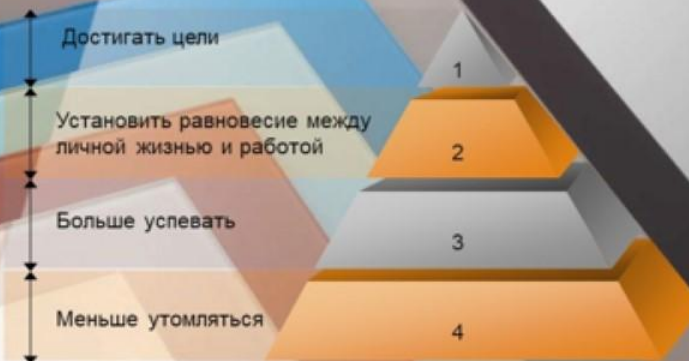 Достигать цели
1
Установить равновесие между
личной жизнью и работой
2
Больше успевать
3
Меньше утомляться
4